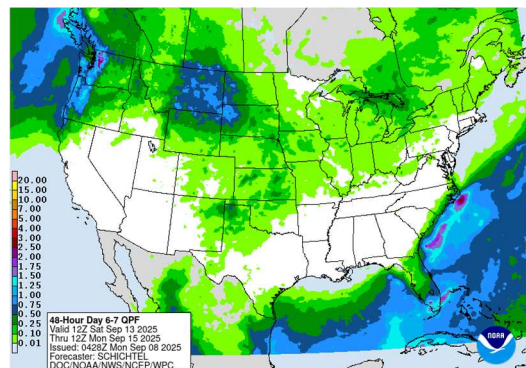 20.00
15.00
10.00
7.00
5.00
4.00
3.00
2.50
2.00
1.75
1.50
1.25
1.00
0.75
0.50
0.25
0.10
0.01
48-Hour Day 6-7 QPF
Valid 12Z Sat Sep 13 2025
Thru 12Z Mon Sep 15 2025
Issued: 0428Z Mon Sep 08 2025
Forecaster: SCHICHTEL
DOC/NOAA/NWS/NCEP/WPC
NOAA